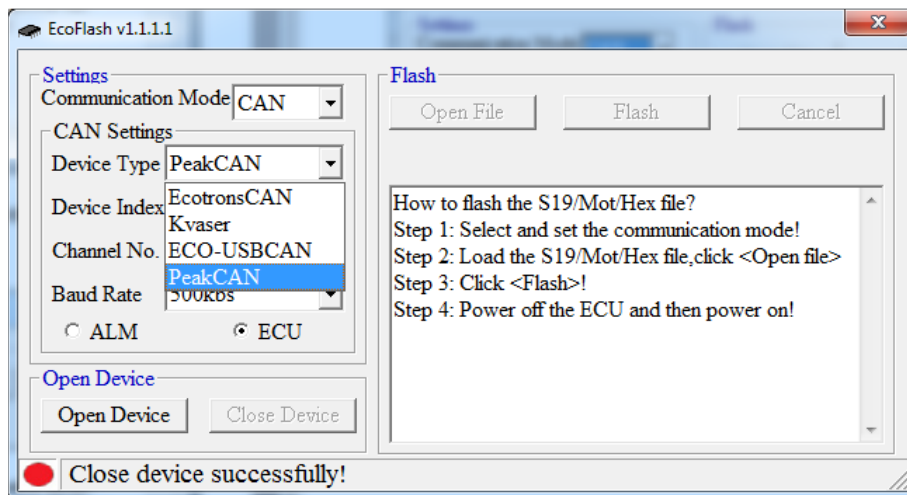 EcoFlash v1.1.1.1
Settings
Communication Mode CAN
CAN Settings
Device Type PeakCAN
EcotronsCAN
Device Index
Kvaser
Channel No. ECO-USBCAN
PeakCAN
Baud Rate 500kbs
ALM ECU
Open Device
Open Device Close Device
Flash
Open File Flash Cancel
How to flash the S19/Mot/Hex file?
Step 1: Select and set the communication mode!
Step 2: Load the S19/Mot/Hex file,click <Open file>
Step 3: Click <Flash>!
Step 4: Power off the ECU and then power on!
Close device successfully!